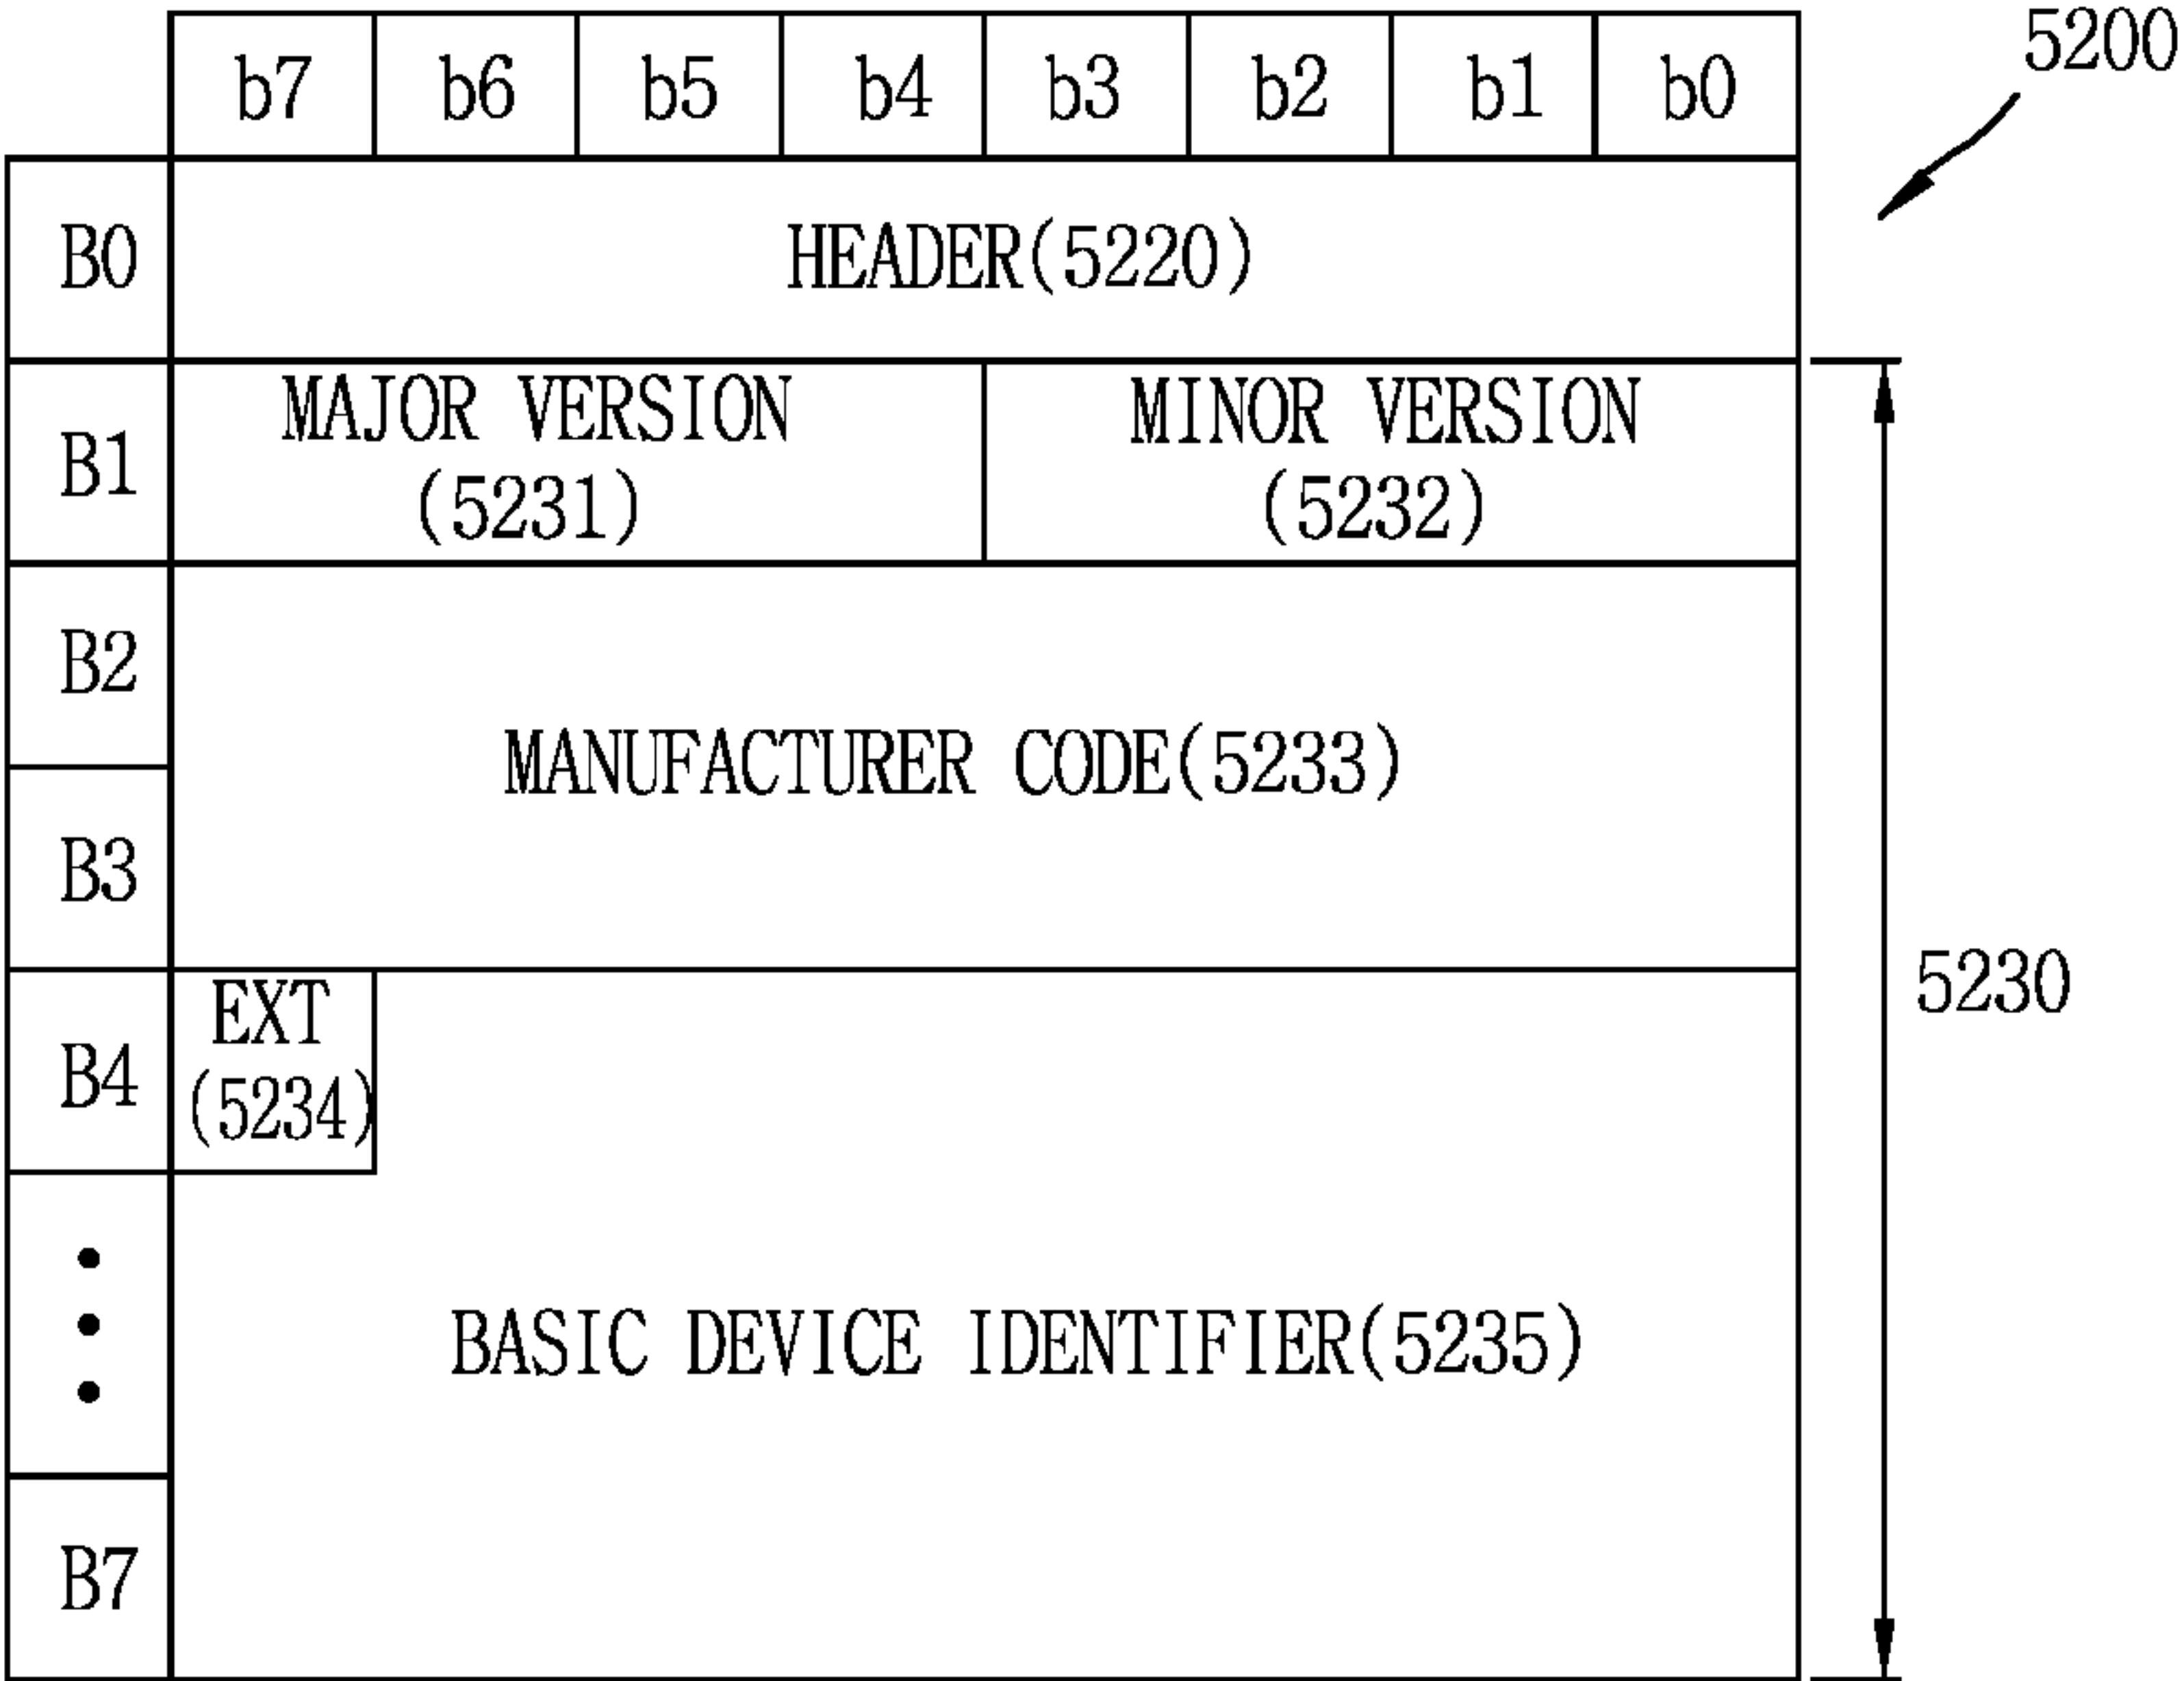 b7 b6 b5 b4 b3 b2 b1 b0
5200
B0 HEADER(5220)
B1 MAJOR VERSION MINOR VERSION
(5231) (5232)
B2
MANUFACTURER CODE(5233)
B3
EXT
B4
(5234)
5230
BASIC DEVICE IDENTIFIER(5235)
B7